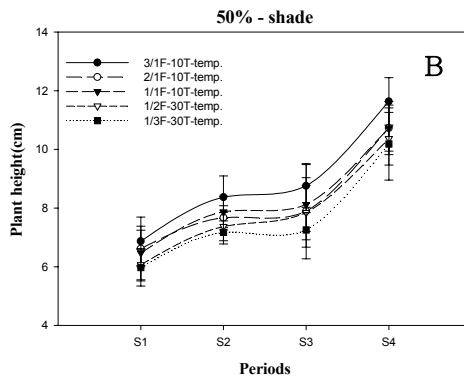 50% - shade
14
12
10
8
6
4
Plant height(cm)
3/1F-10T-temp.
2/1F-10T-temp.
1/1F-10T-temp.
1/2F-30T-temp.
1/3F-30T-temp.
B
S1 S2 S3 S4
Periods